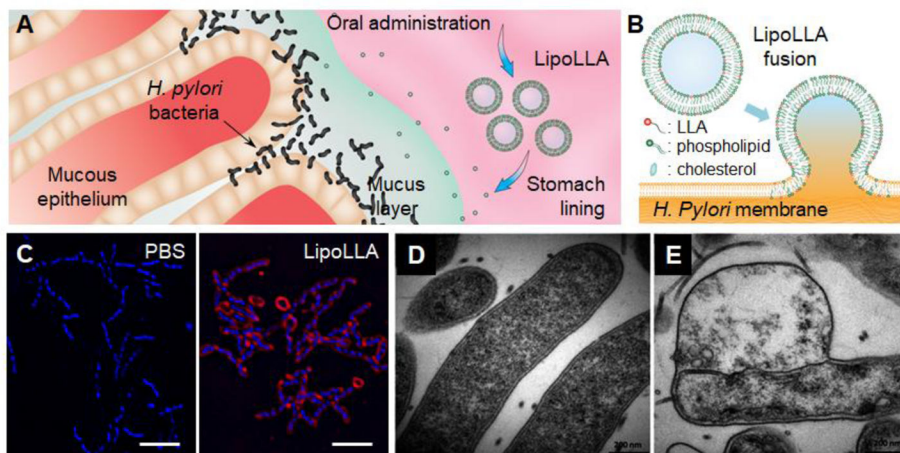 A
Oral administration
LipoLLA
H. pylori
bacteria
Mucous
epithelium
Mucus
layer
Stomach
lining
B
LipoLLA
fusion
: LLA
: phospholipid
: cholesterol
H. Pylori membrane
C
PBS
LipoLLA
D
200 nm
E
200 nm